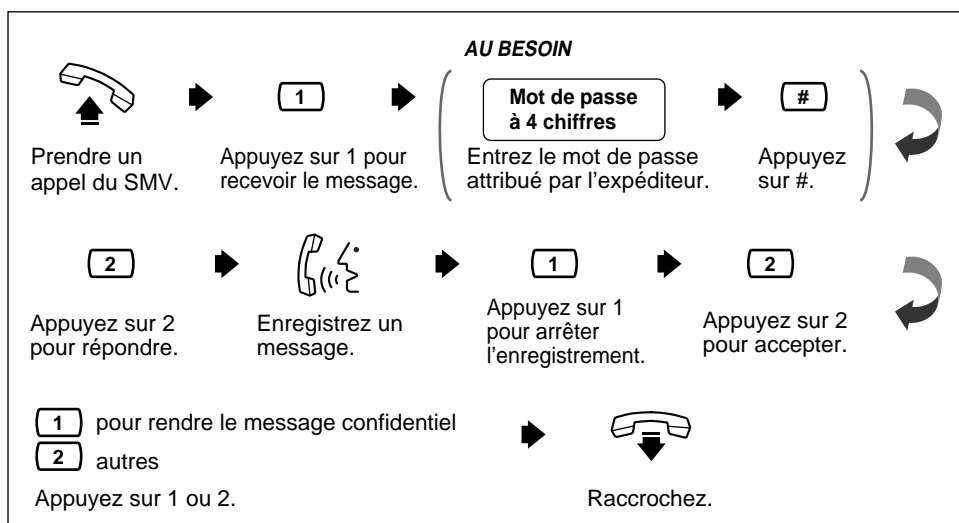 AU BESOIN
1
Mot de passe
à 4 chiffres
#
Prendre un
appel du SMV.
Appuyez sur 1 pour
recevoir le message.
Entrez le mot de passe
attribué par l'expéditeur.
Appuyez
sur #.
2
1
2
Appuyez sur 2
pour répondre.
Enregistrez un
message.
Appuyez sur 1
pour arrêter
l'enregistrement.
Appuyez sur 2
pour accepter.
1 pour rendre le message confidentiel
2 autres
Appuyez sur 1 ou 2.
Raccrochez.